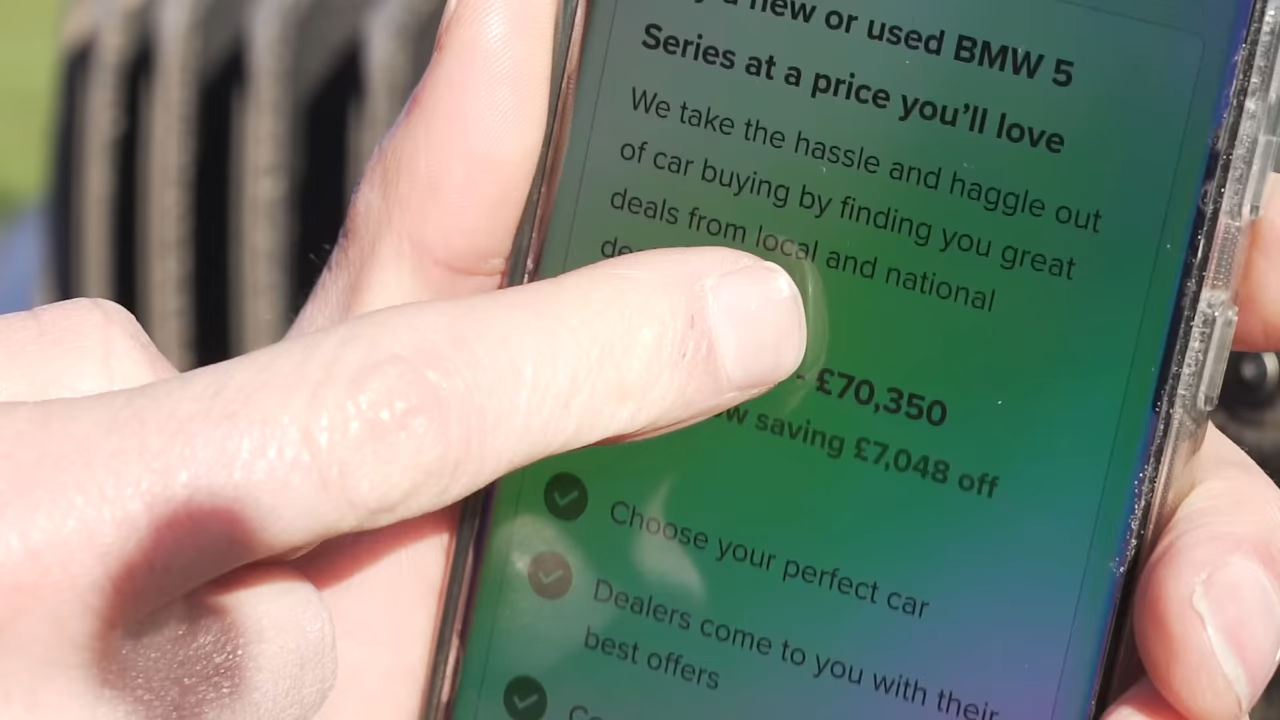 new or used BMW 5
Series at a price you'll love
We take the hassle and haggle out
of car buying by finding you great
deals from local and national
- £70,350
saving £7,048 off
Choose your perfect car
Dealers come to you with their
best offers